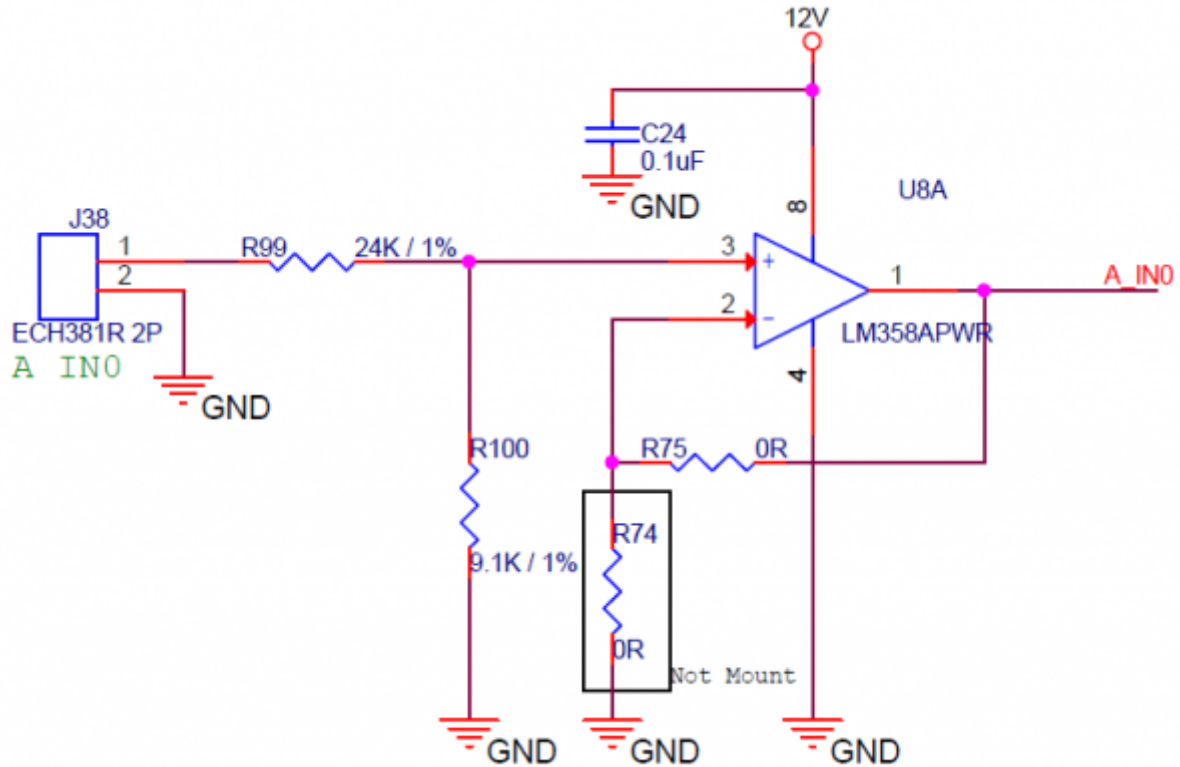 12V
C24
0.1uF
GND
U8A
8
J38
1
2
R99 24K / 1%
3
+
2
-
1
A_IN0
LM358APWR
4
ECH381R 2P
A IN0
GND
R100
9.1K / 1%
R75 0R
R74
0R
Not Mount
GND
GND
GND